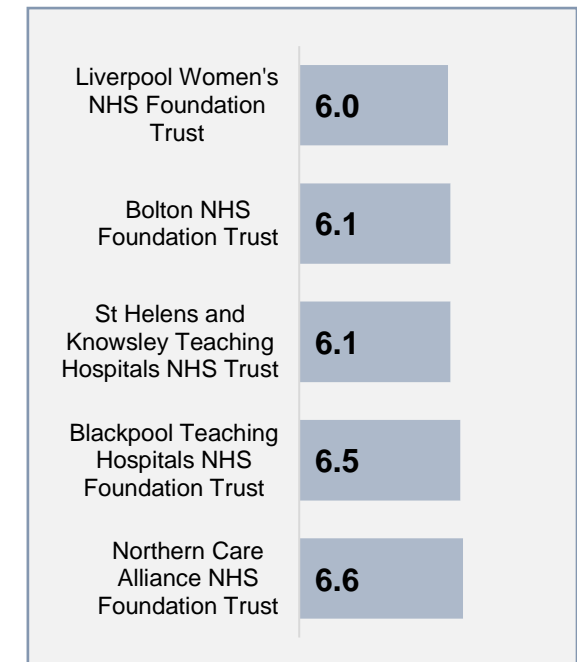 Liverpool Women's
NHS Foundation
Trust
6.0
Bolton NHS
Foundation Trust
6.1
St Helens and
Knowsley Teaching
Hospitals NHS Trust
6.1
Blackpool Teaching
Hospitals NHS
Foundation Trust
6.5
Northern Care
Alliance NHS
Foundation Trust
6.6